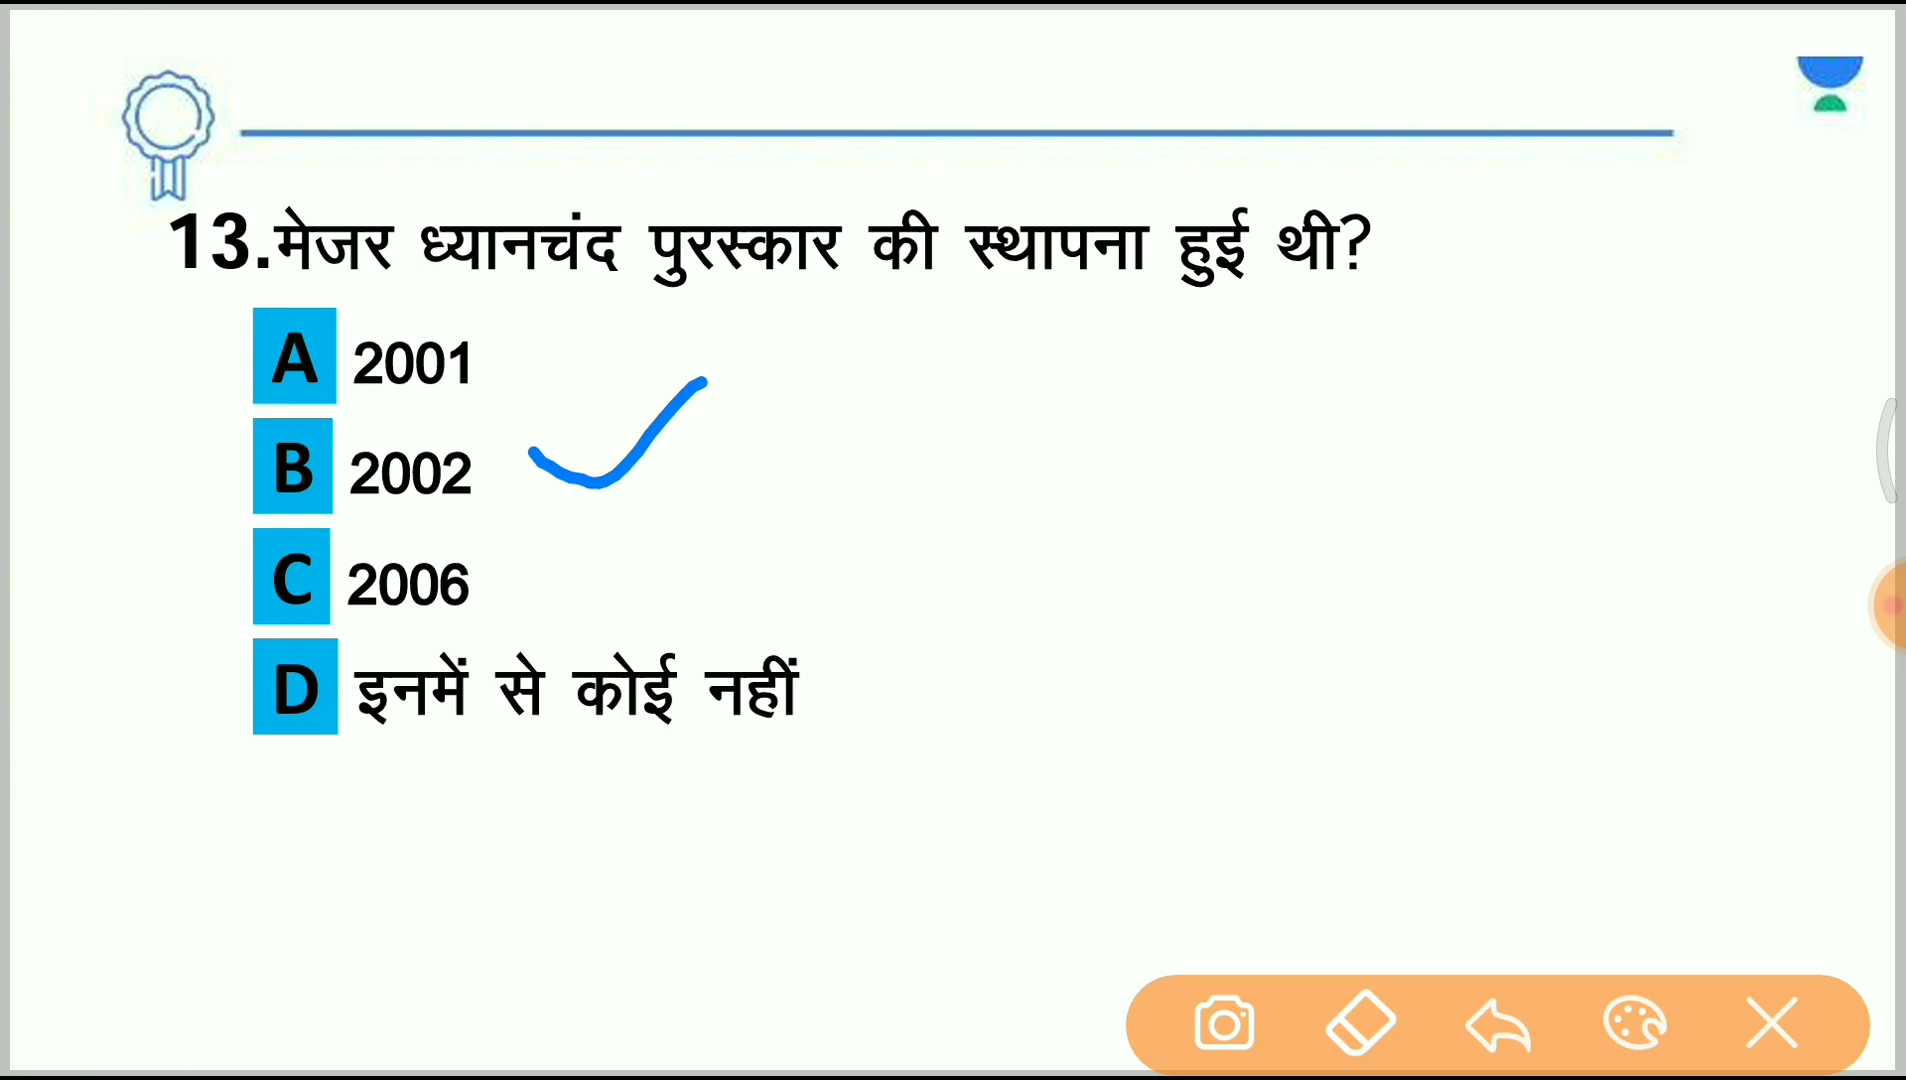 13.मेजर ध्यानचंद पुरस्कार की स्थापना हुई थी?
A 2001
B 2002
C 2006
D इनमें से कोई नहीं